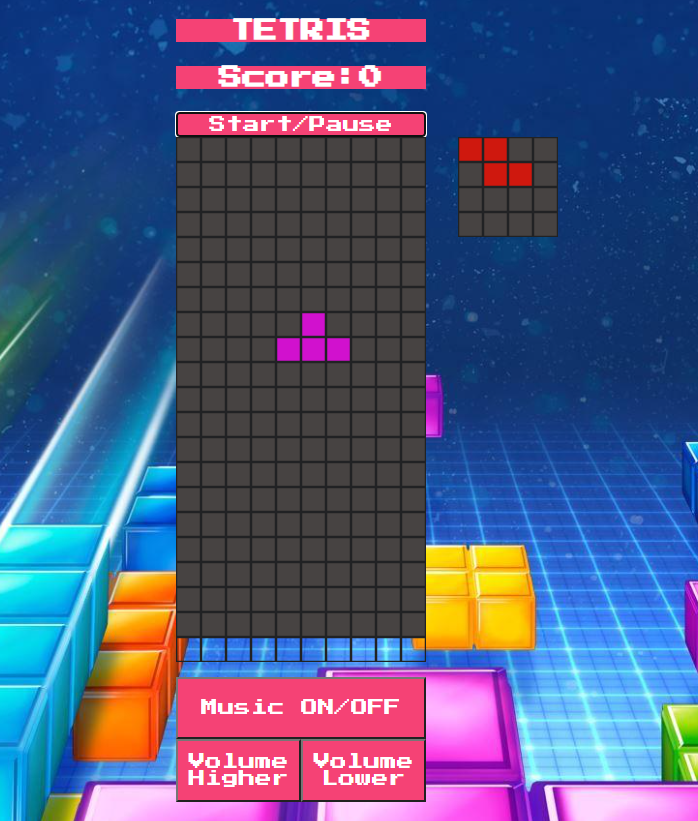 TETRIS
Score:0
Start/Pause
Music ON/OFF
Volume
Higher
Volume
Lower